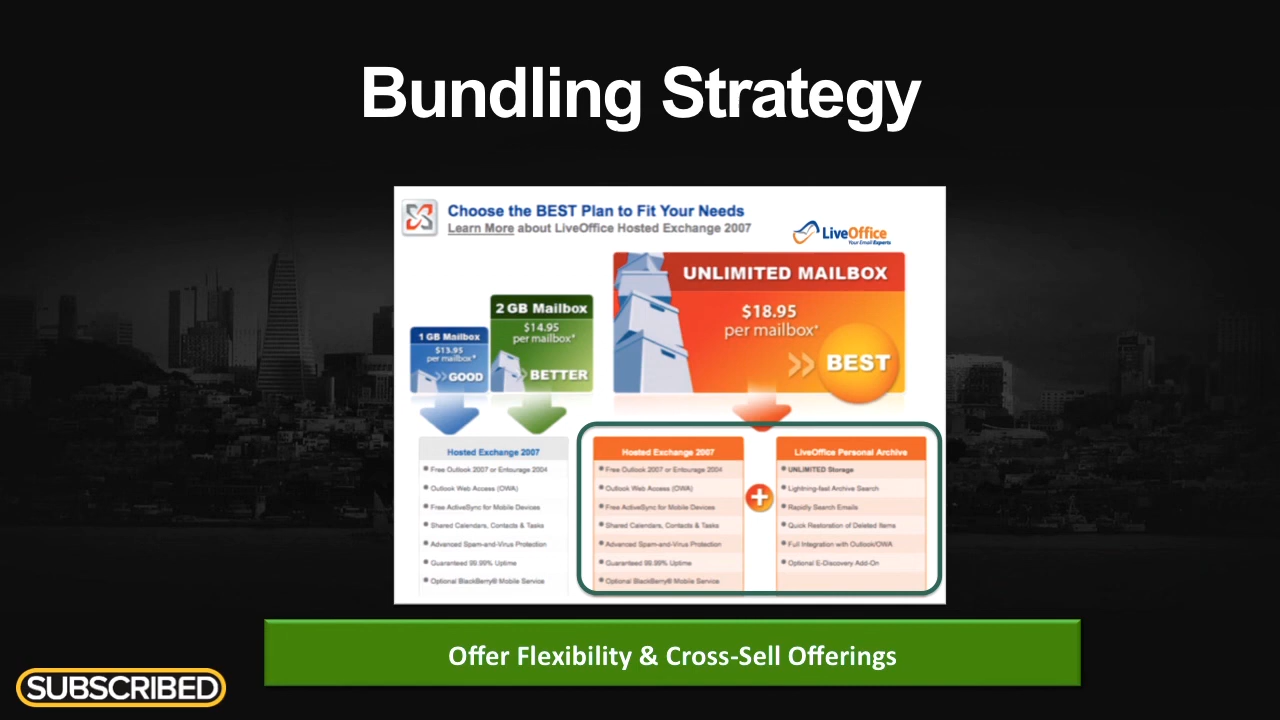 Bundling Strategy
Choose the BEST Plan to Fit Your Needs
Learn More about LiveOffice Hosted Exchange 2007
LiveOffice
Your Email Experts
UNLIMITED MAILBOX
$18.95
per mailbox*
BEST
2 GB Mailbox
$14.95
per mailbox*
BETTER
1 GB Mailbox
$13.95
per mailbox*
GOOD
Hosted Exchange 2007
Free Outlook 2007 or Entourage 2004
Outlook Web Access (OWA)
Free ActiveSync for Mobile Devices
Shared Calendars, Contacts & Tasks
Advanced Spam-and-Virus Protection
Guaranteed 99.99% Uptime
Optional BlackBerry® Mobile Service
Hosted Exchange 2007
Free Outlook 2007 or Entourage 2004
Outlook Web Access (OWA)
Free ActiveSync for Mobile Devices
Shared Calendars, Contacts & Tasks
Advanced Spam-and-Virus Protection
Guaranteed 99.99% Uptime
Optional BlackBerry® Mobile Service
+
LiveOffice Personal Archive
UNLIMITED Storage
Lightning-fast Archive Search
Rapidly Search Emails
Quick Restoration of Deleted Items
Full Integration with Outlook/OWA
Optional E-Discovery Add-On
Offer Flexibility & Cross-Sell Offerings
SUBSCRIBED